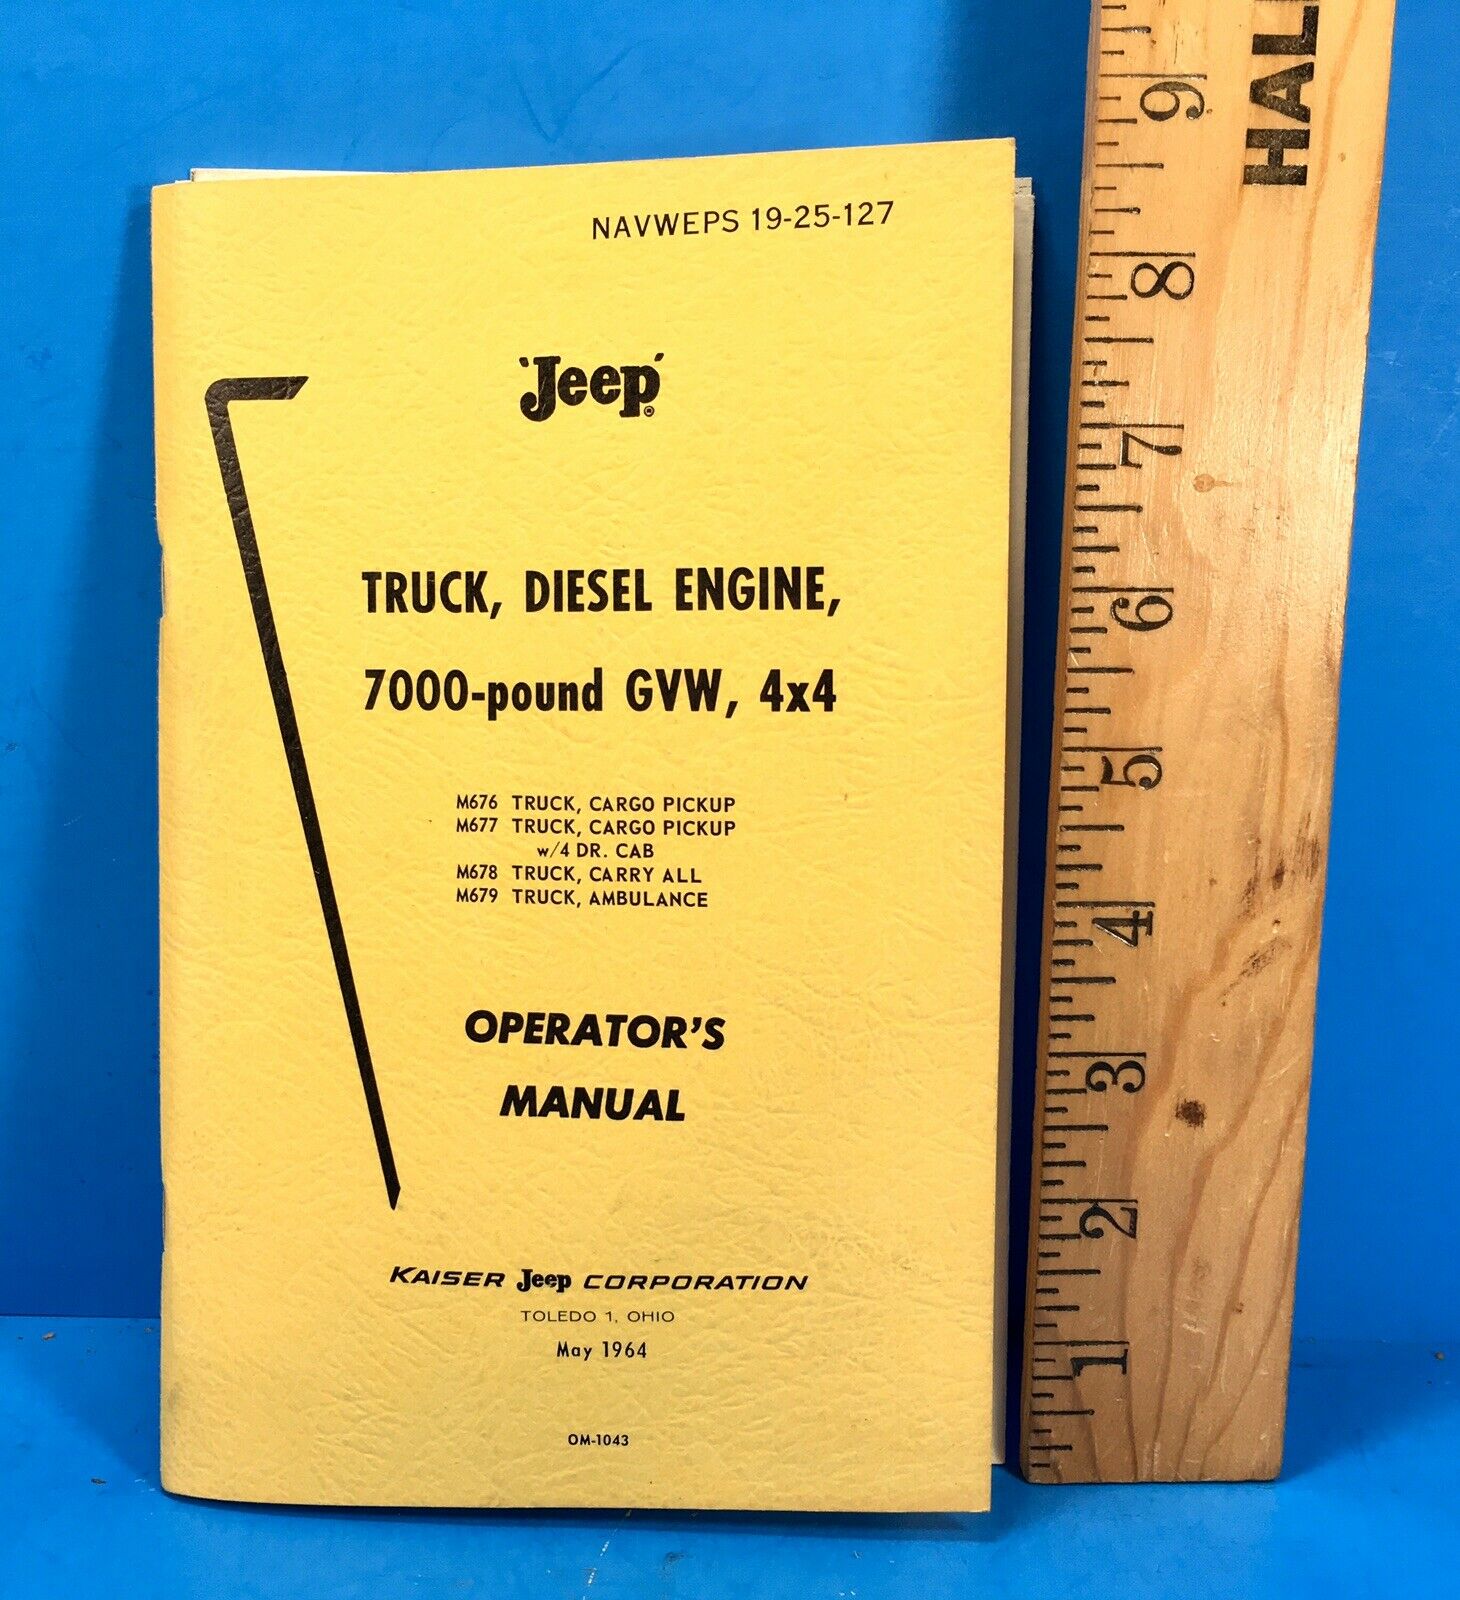 NAVWEPS 19-25-127
'Jeep'®
TRUCK, DIESEL ENGINE,
7000-pound GVW, 4x4
M676 TRUCK, CARGO PICKUP
M677 TRUCK, CARGO PICKUP
w/4 DR. CAB
M678 TRUCK, CARRY ALL
M679 TRUCK, AMBULANCE
OPERATOR'S
MANUAL
KAISER Jeep CORPORATION
TOLEDO 1, OHIO
May 1964
OM-1043
9
8
7
6
5
4
3
2
1